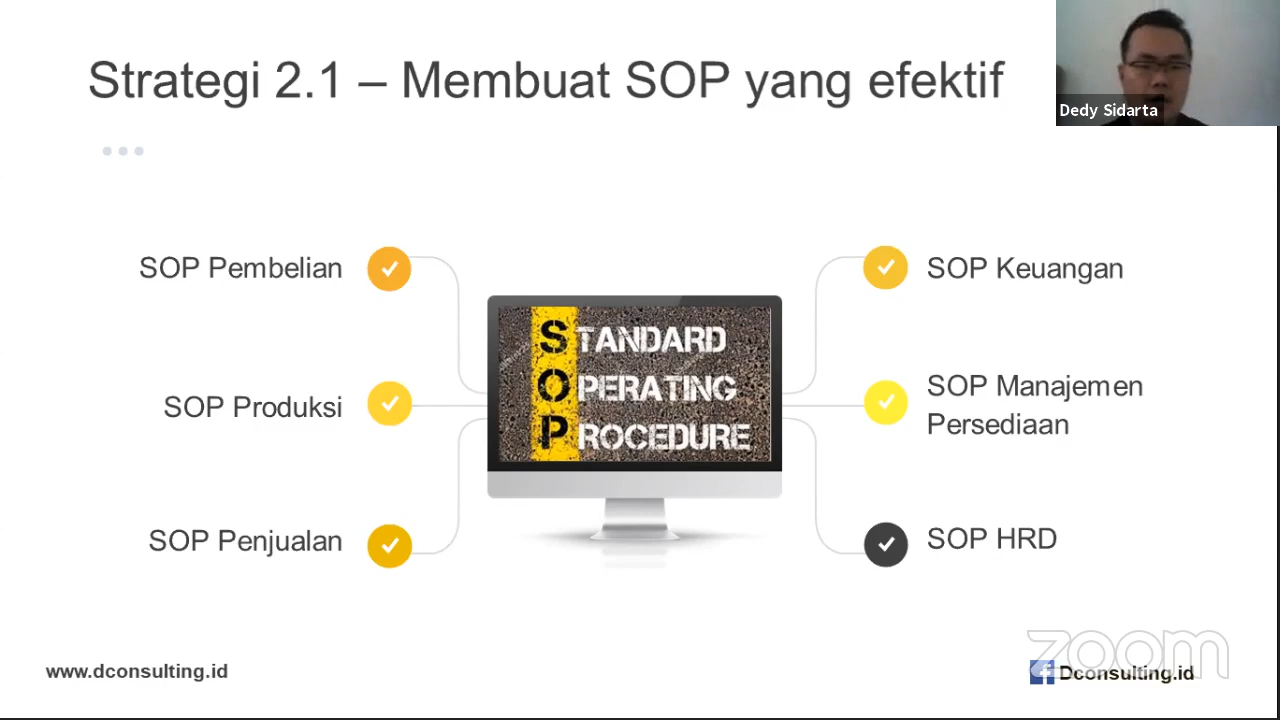 Strategi 2.1 – Membuat SOP yang efektif
Dedy Sidarta
SOP Pembelian
SOP Produksi
SOP Penjualan
STANDARD
OPERATING
PROCEDURE
SOP Keuangan
SOP Manajemen
Persediaan
SOP HRD
www.dconsulting.id
zoom
Dconsulting.id